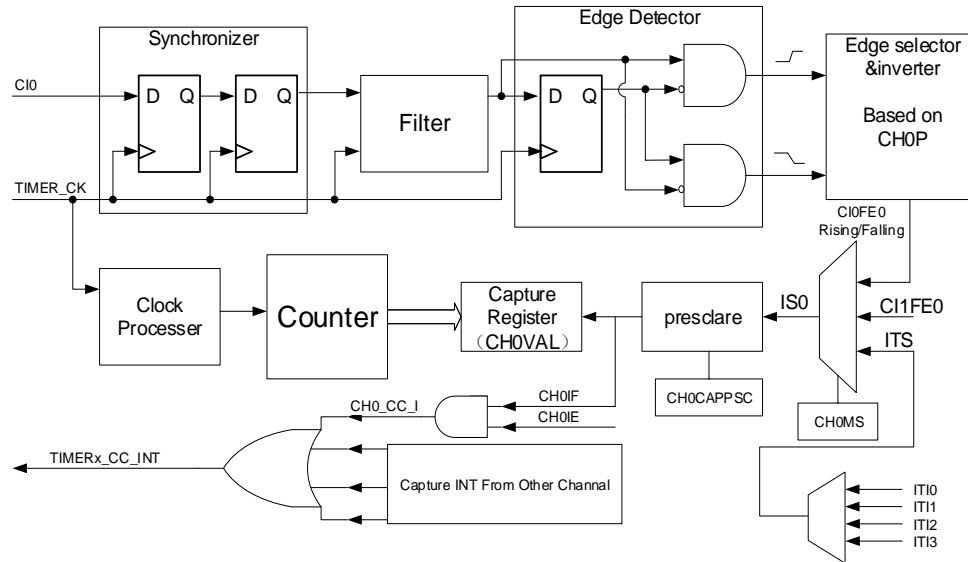 Edge Detector
Synchronizer
Edge selector
&inverter
Based on
CH0P
CI0
D Q
D Q
Filter
D Q
TIMER_CK
CI0FE0
Rising/Falling
Clock
Processer
Counter
Capture
Register
（CH0VAL）
presclare
IS0
CI1FE0
ITS
CH0CAPPSC
CH0MS
CH0IF
CH0_CC_I
CH0IE
TIMERx_CC_INT
Capture INT From Other Channel
ITI0
ITI1
ITI2
ITI3